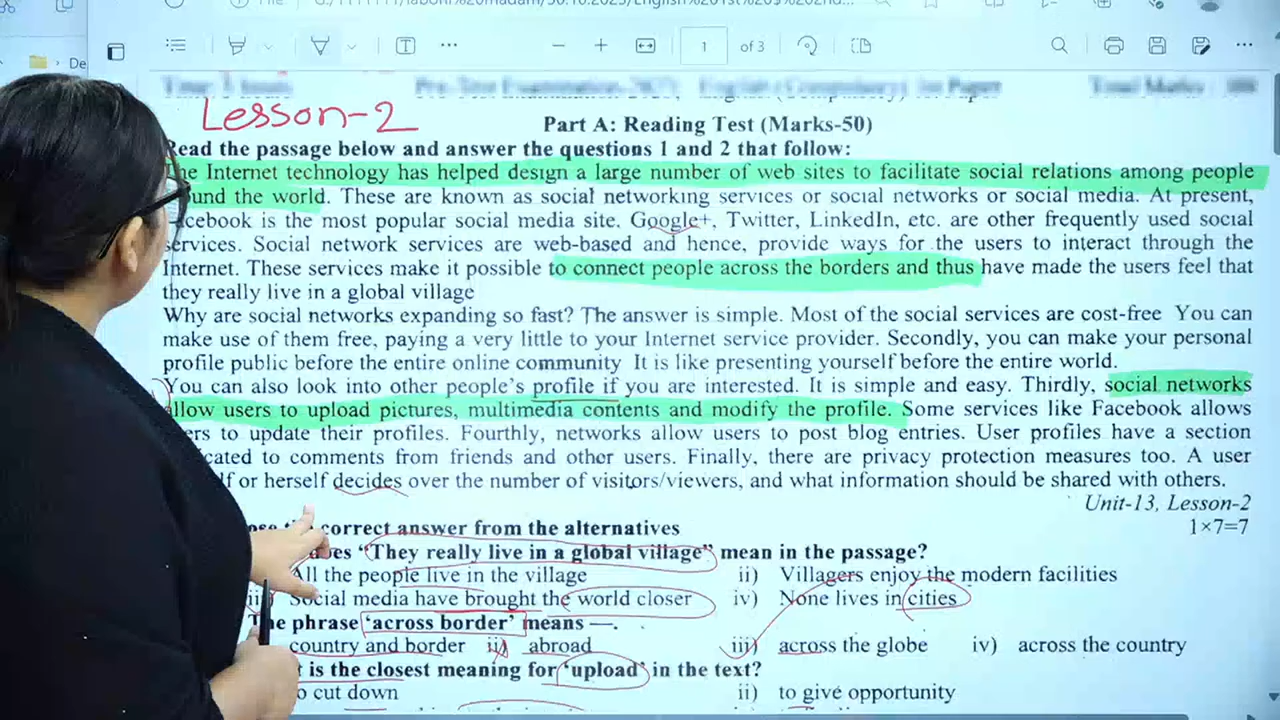 1 of 3
Lesson-2
Part A: Reading Test (Marks-50)
Read the passage below and answer the questions 1 and 2 that follow:
The Internet technology has helped design a large number of web sites to facilitate social relations among people
around the world. These are known as social networking services or social networks or social media. At present,
Facebook is the most popular social media site. Google+, Twitter, LinkedIn, etc. are other frequently used social
services. Social network services are web-based and hence, provide ways for the users to interact through the
Internet. These services make it possible to connect people across the borders and thus have made the users feel that
they really live in a global village
Why are social networks expanding so fast? The answer is simple. Most of the social services are cost-free You can
make use of them free, paying a very little to your Internet service provider. Secondly, you can make your personal
profile public before the entire online community It is like presenting yourself before the entire world.
You can also look into other people's profile if you are interested. It is simple and easy. Thirdly, social networks
allow users to upload pictures, multimedia contents and modify the profile. Some services like Facebook allows
to update their profiles. Fourthly, networks allow users to post blog entries. User profiles have a section
to comments from friends and other users. Finally, there are privacy protection measures too. A user
or herself decides over the number of visitors/viewers, and what information should be shared with others.
Unit-13, Lesson-2
correct answer from the alternatives 1×7=7
"They really live in a global village" mean in the passage?
All the people live in the village ii) Villagers enjoy the modern facilities
iii) Social media have brought the world closer iv) None lives in cities
The phrase 'across border' means —.
country and border ii) abroad iii) across the globe iv) across the country
is the closest meaning for 'upload' in the text?
to cut down ii) to give opportunity